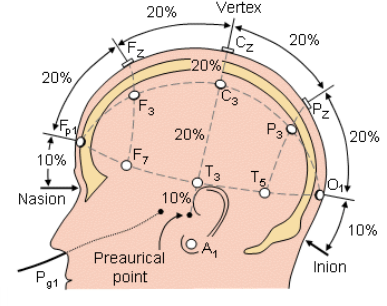 Vertex
20%
20%
Fz
Cz
20%
20%
F3
C3
Pz
Fp1
20%
P3
20%
10%
F7
T3
T5
O1
Nasion
10%
10%
Preaurical
point
A1
Inion
Pg1